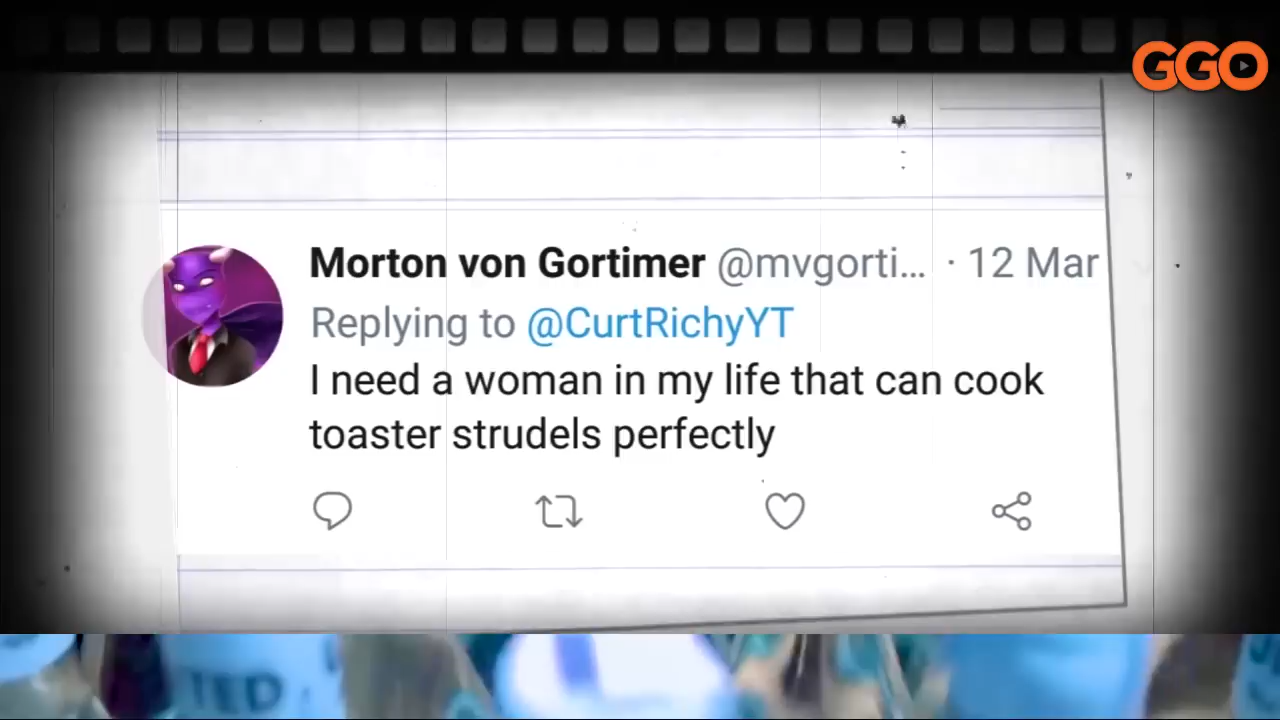 GGO
Morton von Gortimer @mvgorti... · 12 Mar
Replying to @CurtRichyYT
I need a woman in my life that can cook
toaster strudels perfectly
TED